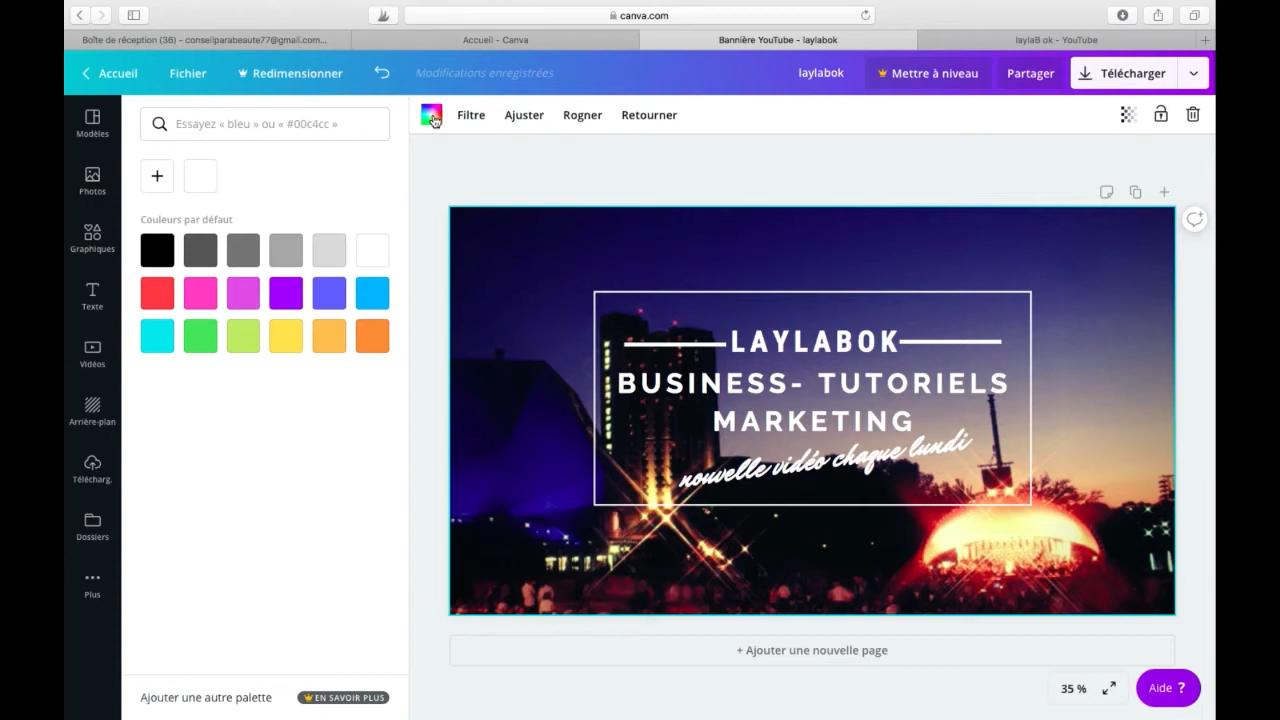 canva.com
Boîte de réception (36) - conseilparabeaute77@gmail.com...
Accueil - Canva
Bannière YouTube - laylabok
laylaB ok - YouTube
Accueil
Fichier
Redimensionner
Modifications enregistrées
laylabok
Mettre à niveau
Partager
Télécharger
Modèles
Photos
Graphiques
Texte
Vidéos
Arrière-plan
Télécharg.
Dossiers
Plus
Essayez « bleu » ou « #00c4cc »
Couleurs par défaut
Ajouter une autre palette
EN SAVOIR PLUS
Filtre
Ajuster
Rogner
Retourner
LAYLABOK
BUSINESS- TUTORIELS
MARKETING
nouvelle vidéo chaque lundi
+ Ajouter une nouvelle page
35 %
Aide ?